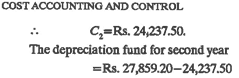 COST ACCOUNTING AND CONTROL
∴ C₂=Rs. 24,237.50.
The depreciation fund for second year
=Rs. 27,859.20-24,237.50